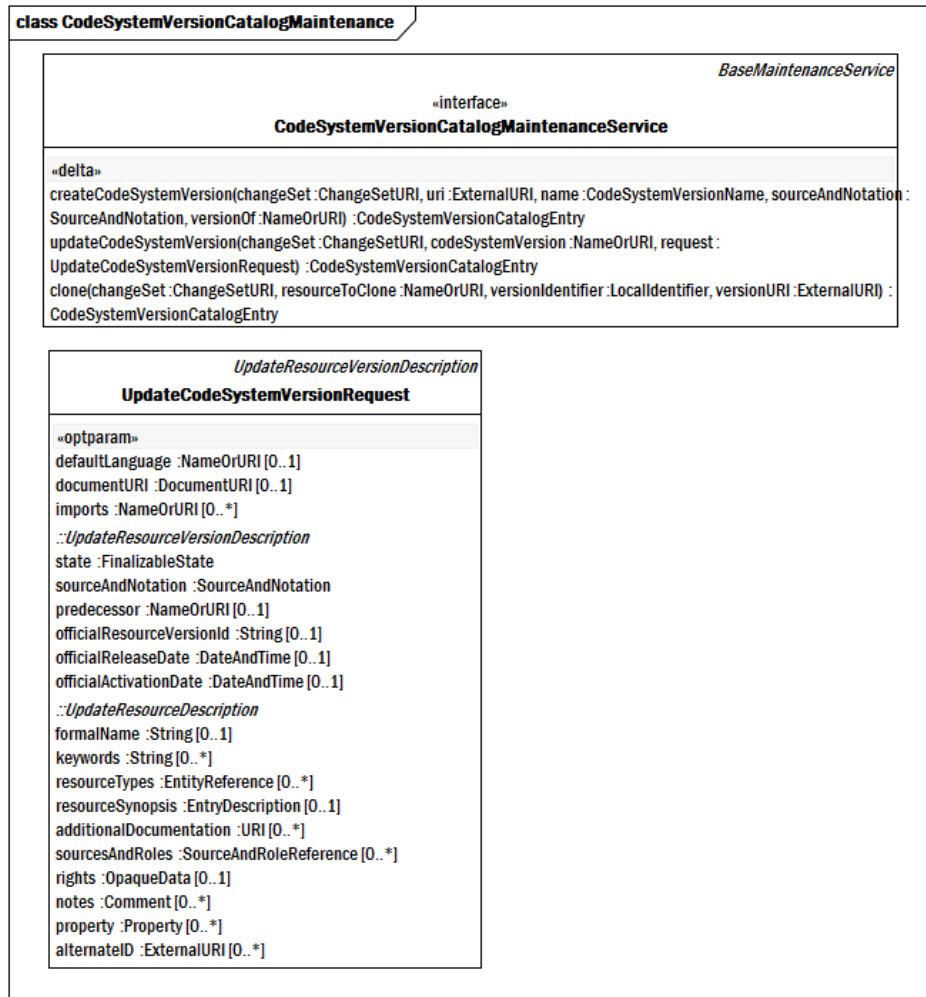 class CodeSystemVersionCatalogMaintenance
BaseMaintenanceService
«interface»
CodeSystemVersionCatalogMaintenanceService
«delta»
createCodeSystemVersion(changeSet :ChangeSetURI, uri :ExternalURI, name :CodeSystemVersionName, sourceAndNotation :
SourceAndNotation, versionOf :NameOrURI) :CodeSystemVersionCatalogEntry
updateCodeSystemVersion(changeSet :ChangeSetURI, codeSystemVersion :NameOrURI, request :
UpdateCodeSystemVersionRequest) :CodeSystemVersionCatalogEntry
clone(changeSet :ChangeSetURI, resourceToClone :NameOrURI, versionIdentifier :LocalIdentifier, versionURI :ExternalURI) :
CodeSystemVersionCatalogEntry
UpdateResourceVersionDescription
UpdateCodeSystemVersionRequest
«optparam»
defaultLanguage :NameOrURI [0..1]
documentURI :DocumentURI [0..1]
imports :NameOrURI [0..*]
::UpdateResourceVersionDescription
state :FinalizableState
sourceAndNotation :SourceAndNotation
predecessor :NameOrURI [0..1]
officialResourceVersionId :String [0..1]
officialReleaseDate :DateAndTime [0..1]
officialActivationDate :DateAndTime [0..1]
::UpdateResourceDescription
formalName :String [0..1]
keywords :String [0..*]
resourceTypes :EntityReference [0..*]
resourceSynopsis :EntryDescription [0..1]
additionalDocumentation :URI [0..*]
sourcesAndRoles :SourceAndRoleReference [0..*]
rights :OpaqueData [0..1]
notes :Comment [0..*]
property :Property [0..*]
alternateID :ExternalURI [0..*]